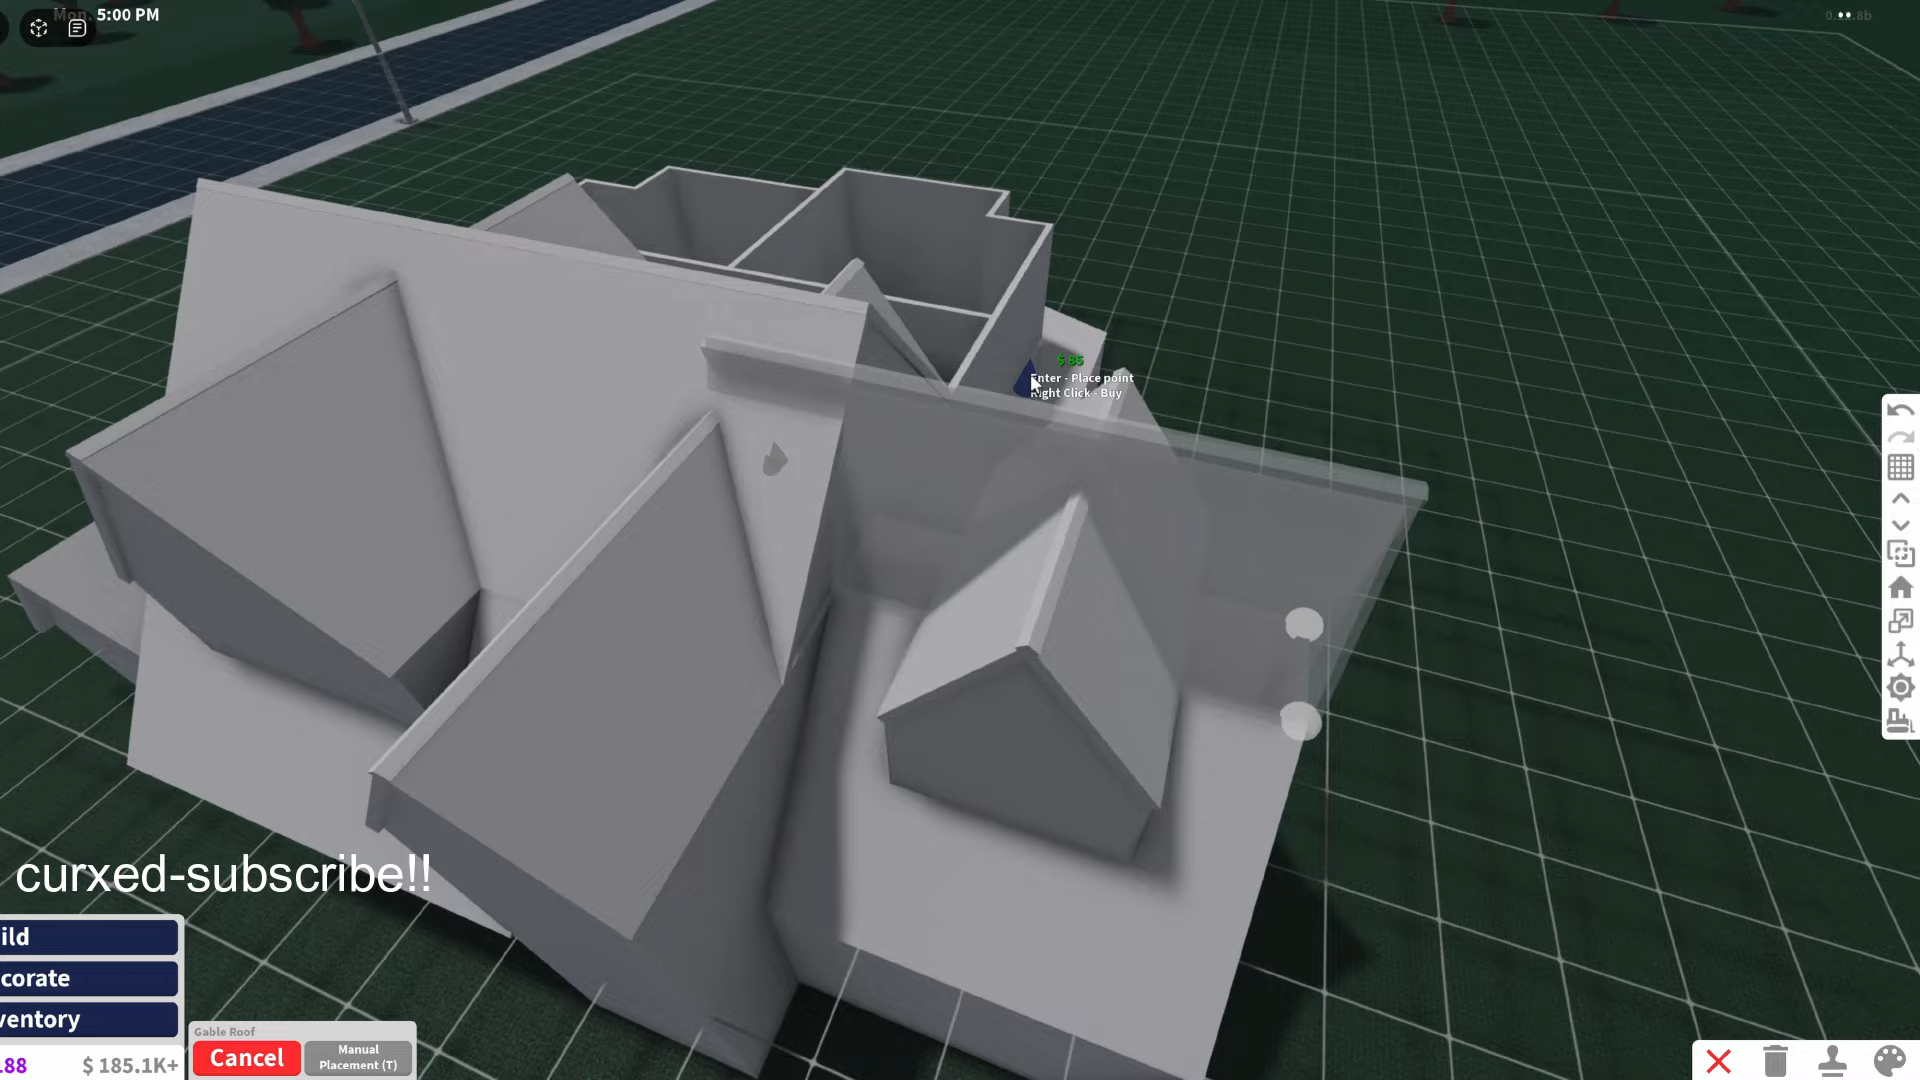 Mon. 5:00 PM
$ 85
Enter - Place point
Right Click - Buy
curxed-subscribe!!
ild
corate
ventory
.88
$ 185.1K+
Gable Roof
Cancel
Manual
Placement (T)